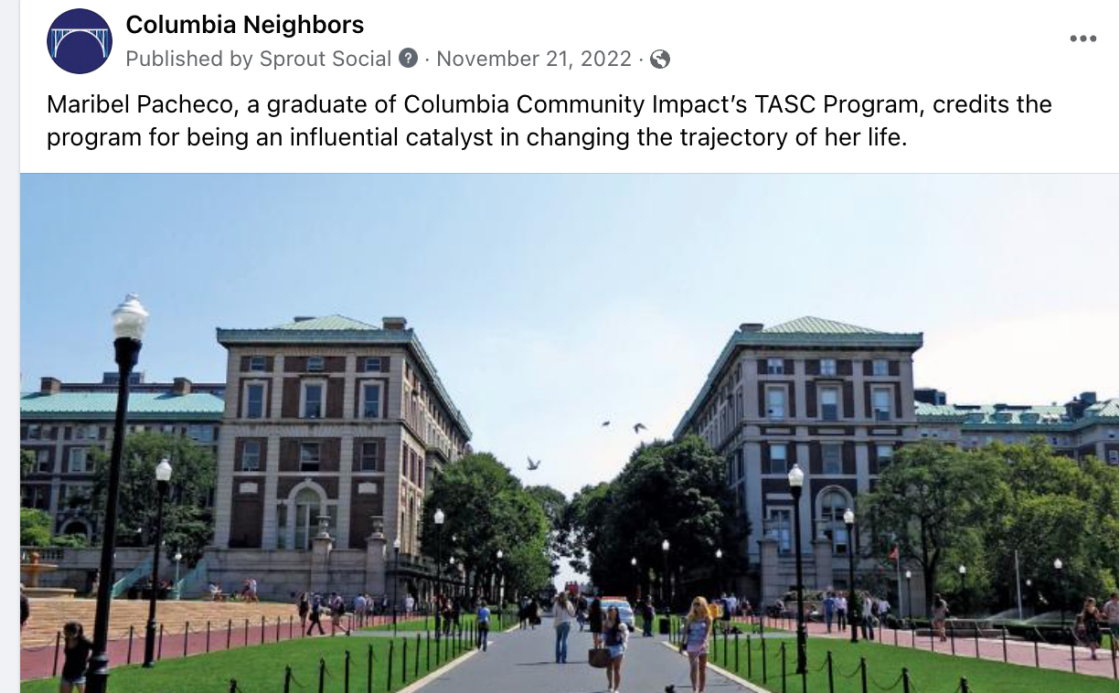 Columbia Neighbors
Published by Sprout Social ? · November 21, 2022 ·
Maribel Pacheco, a graduate of Columbia Community Impact’s TASC Program, credits the
program for being an influential catalyst in changing the trajectory of her life.